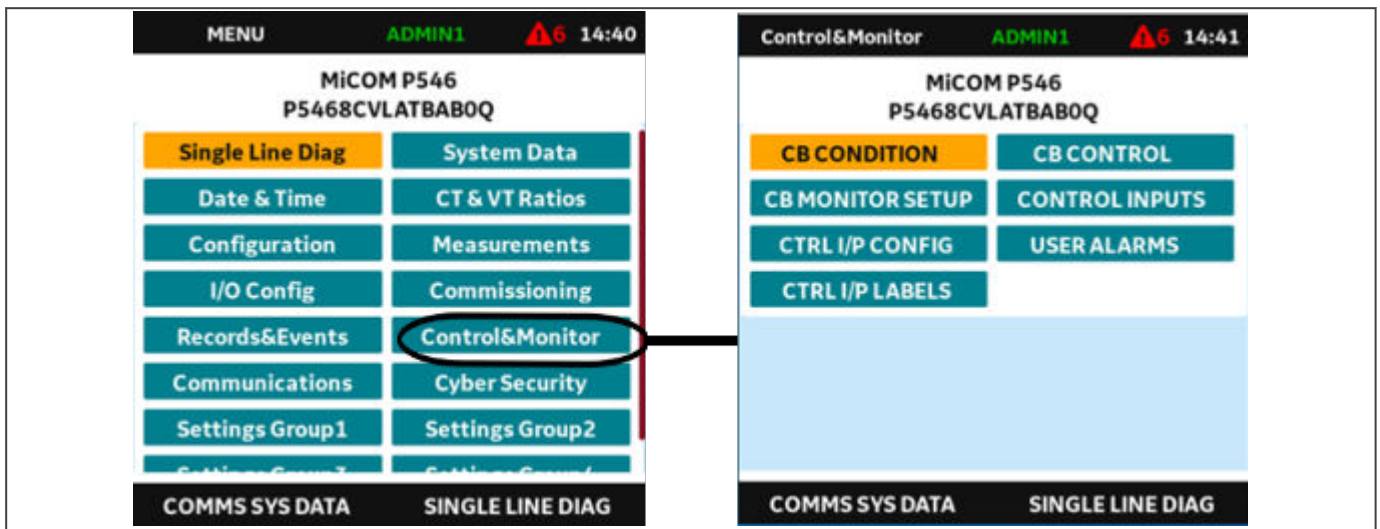 MENU ADMIN1 6 14:40
MiCOM P546
P5468CVLATBAB0Q
Single Line Diag System Data
Date & Time CT & VT Ratios
Configuration Measurements
I/O Config Commissioning
Records&Events Control&Monitor
Communications Cyber Security
Settings Group1 Settings Group2
COMMS SYS DATA SINGLE LINE DIAG
Control&Monitor ADMIN1 6 14:41
MiCOM P546
P5468CVLATBAB0Q
CB CONDITION CB CONTROL
CB MONITOR SETUP CONTROL INPUTS
CTRL I/P CONFIG USER ALARMS
CTRL I/P LABELS
COMMS SYS DATA SINGLE LINE DIAG